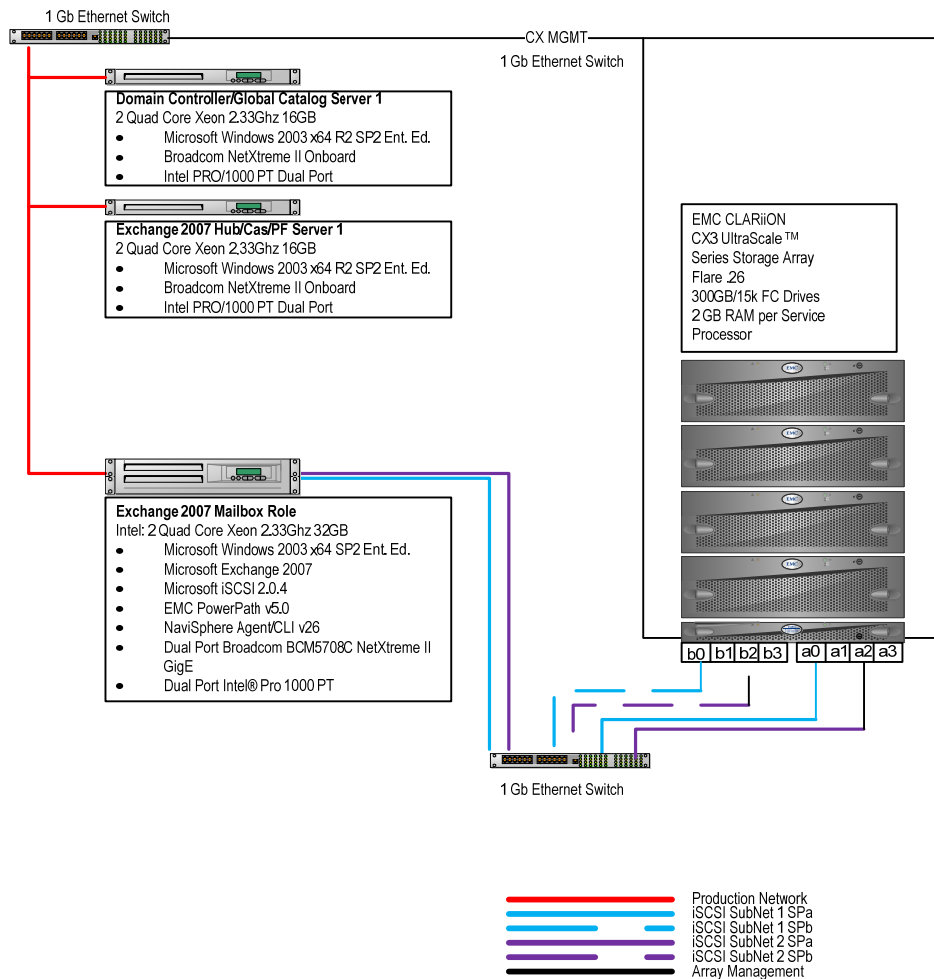 1 Gb Ethernet Switch
CX MGMT
1 Gb Ethernet Switch
Domain Controller/Global Catalog Server 1
2 Quad Core Xeon 2.33Ghz 16GB
• Microsoft Windows 2003 x64 R2 SP2 Ent. Ed.
• Broadcom NetXtreme II Onboard
• Intel PRO/1000 PT Dual Port
Exchange 2007 Hub/Cas/PF Server 1
2 Quad Core Xeon 2.33Ghz 16GB
• Microsoft Windows 2003 x64 R2 SP2 Ent. Ed.
• Broadcom NetXtreme II Onboard
• Intel PRO/1000 PT Dual Port
EMC CLARiiON
CX3 UltraScale ™
Series Storage Array
Flare .26
300GB/15k FC Drives
2 GB RAM per Service
Processor
EMC
EMC
EMC
EMC
Exchange 2007 Mailbox Role
Intel: 2 Quad Core Xeon 2.33Ghz 32GB
• Microsoft Windows 2003 x64 SP2 Ent. Ed.
• Microsoft Exchange 2007
• Microsoft iSCSI 2.0.4
• EMC PowerPath v5.0
• NaviSphere Agent/CLI v26
• Dual Port Broadcom BCM5708C NetXtreme II
GigE
• Dual Port Intel® Pro 1000 PT
b0 b1 b2 b3 a0 a1 a2 a3
1 Gb Ethernet Switch
Production Network
iSCSI SubNet 1 SPa
iSCSI SubNet 1 SPb
iSCSI SubNet 2 SPa
iSCSI SubNet 2 SPb
Array Management